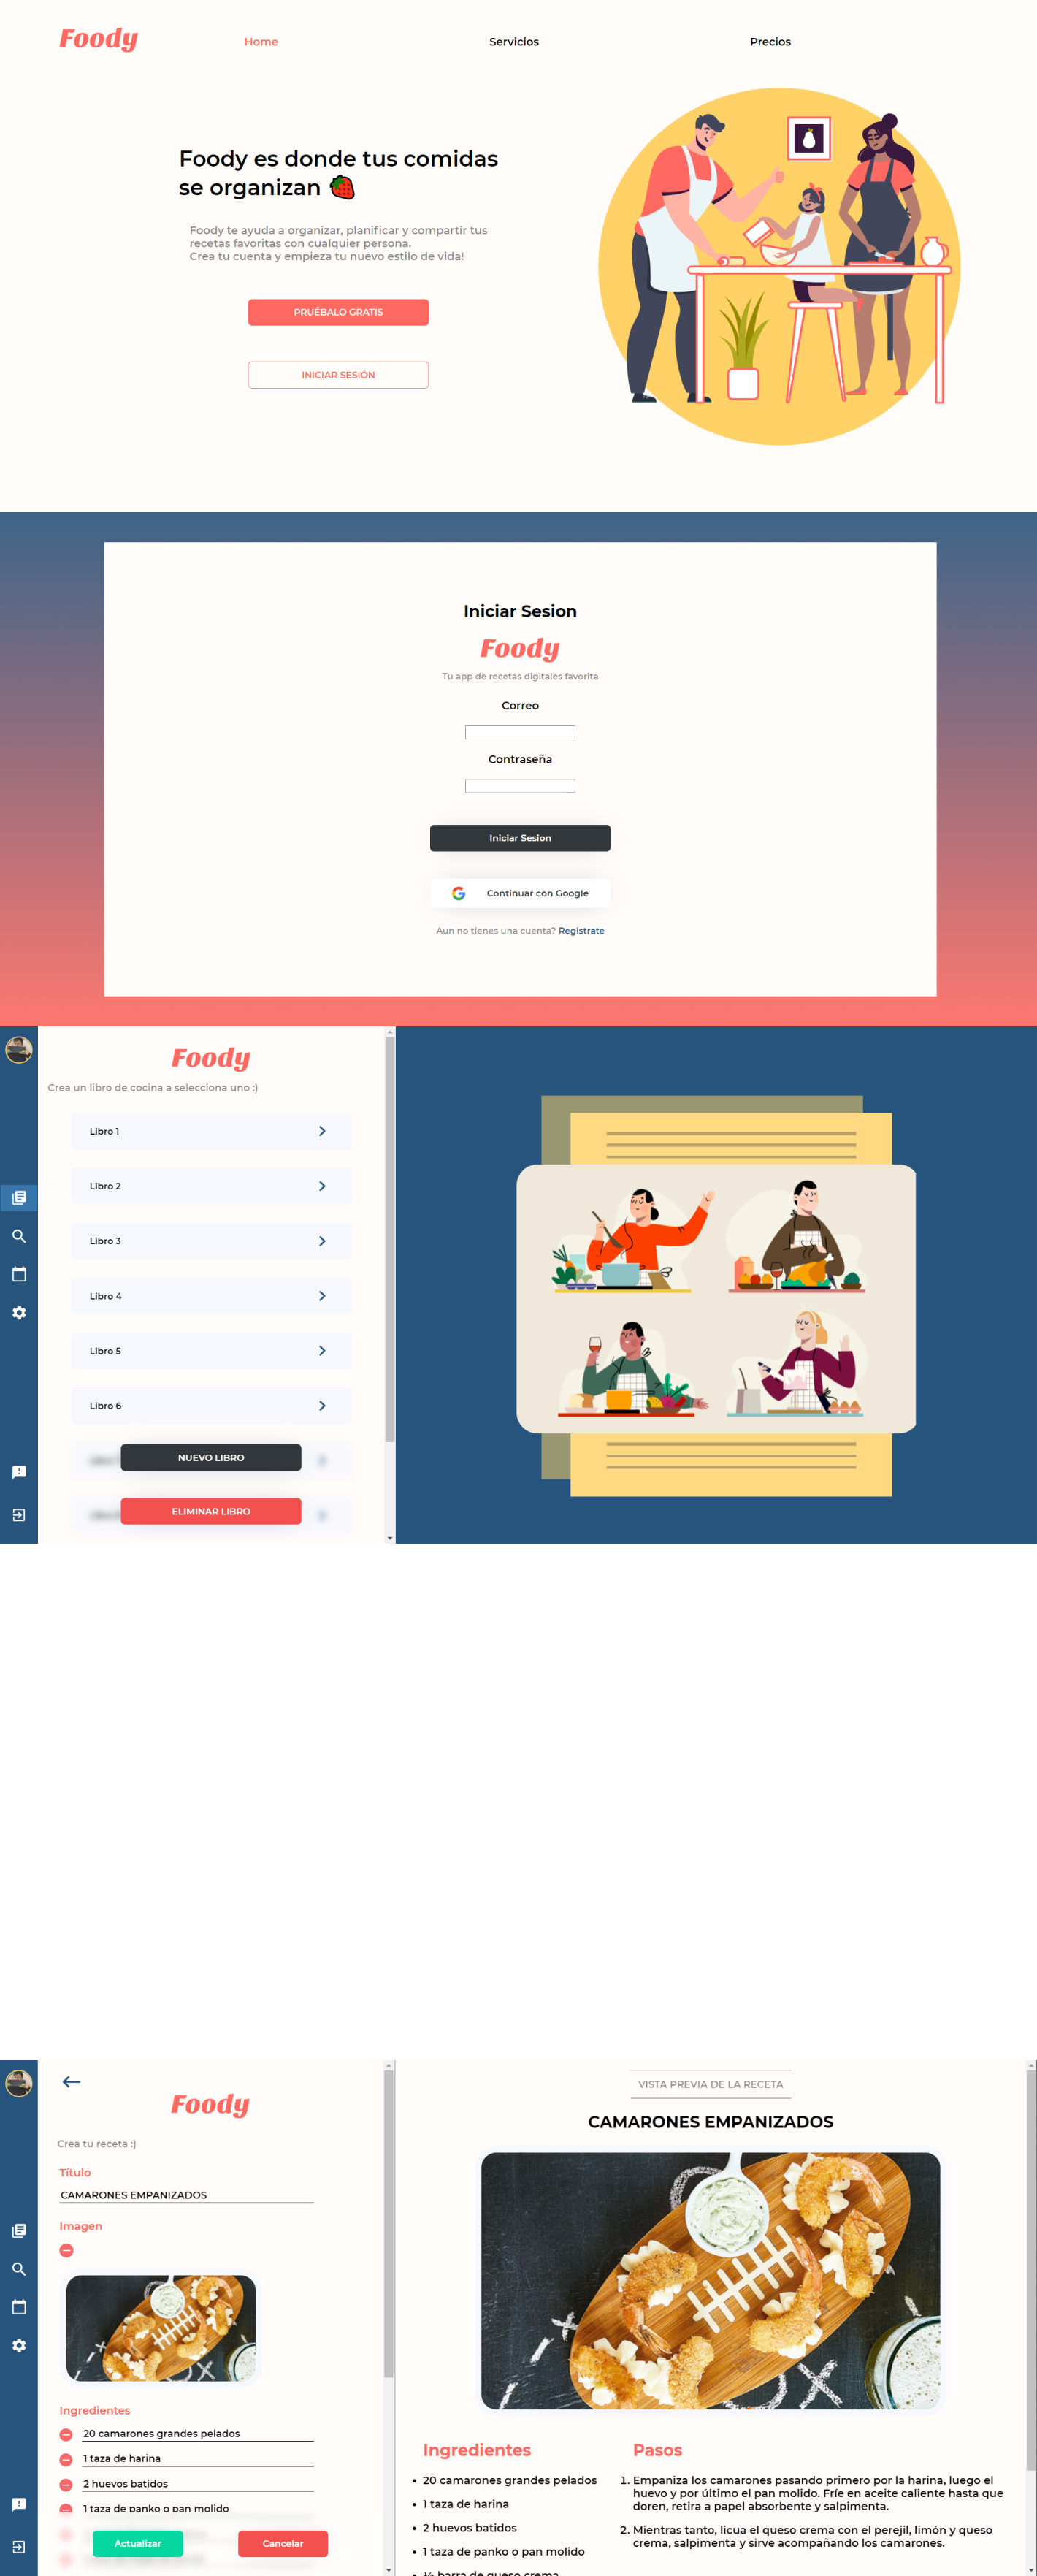 Foody
Home
Servicios
Precios
Foody es donde tus comidas
se organizan
Foody te ayuda a organizar, planificar y compartir tus
recetas favoritas con cualquier persona.
Crea tu cuenta y empieza tu nuevo estilo de vida!
PRUÉBALO GRATIS
INICIAR SESIÓN
Iniciar Sesion
Foody
Tu app de recetas digitales favorita
Correo
Contraseña
Iniciar Sesion
Continuar con Google
Aun no tienes una cuenta? Registrate
Foody
Crea un libro de cocina a selecciona uno :)
Libro 1
Libro 2
Libro 3
Libro 4
Libro 5
Libro 6
NUEVO LIBRO
ELIMINAR LIBRO
Foody
Crea tu receta :)
Título
CAMARONES EMPANIZADOS
Imagen
Ingredientes
20 camarones grandes pelados
1 taza de harina
2 huevos batidos
1 taza de panko o pan molido
Actualizar
Cancelar
VISTA PREVIA DE LA RECETA
CAMARONES EMPANIZADOS
Ingredientes
• 20 camarones grandes pelados
• 1 taza de harina
• 2 huevos batidos
• 1 taza de panko o pan molido
• ½ barra de queso crema
Pasos
1. Empaniza los camarones pasando primero por la harina, luego el
huevo y por último el pan molido. Fríe en aceite caliente hasta que
doren, retira a papel absorbente y salpimenta.
2. Mientras tanto, licua el queso crema con el perejil, limón y queso
crema, salpimenta y sirve acompañando los camarones.